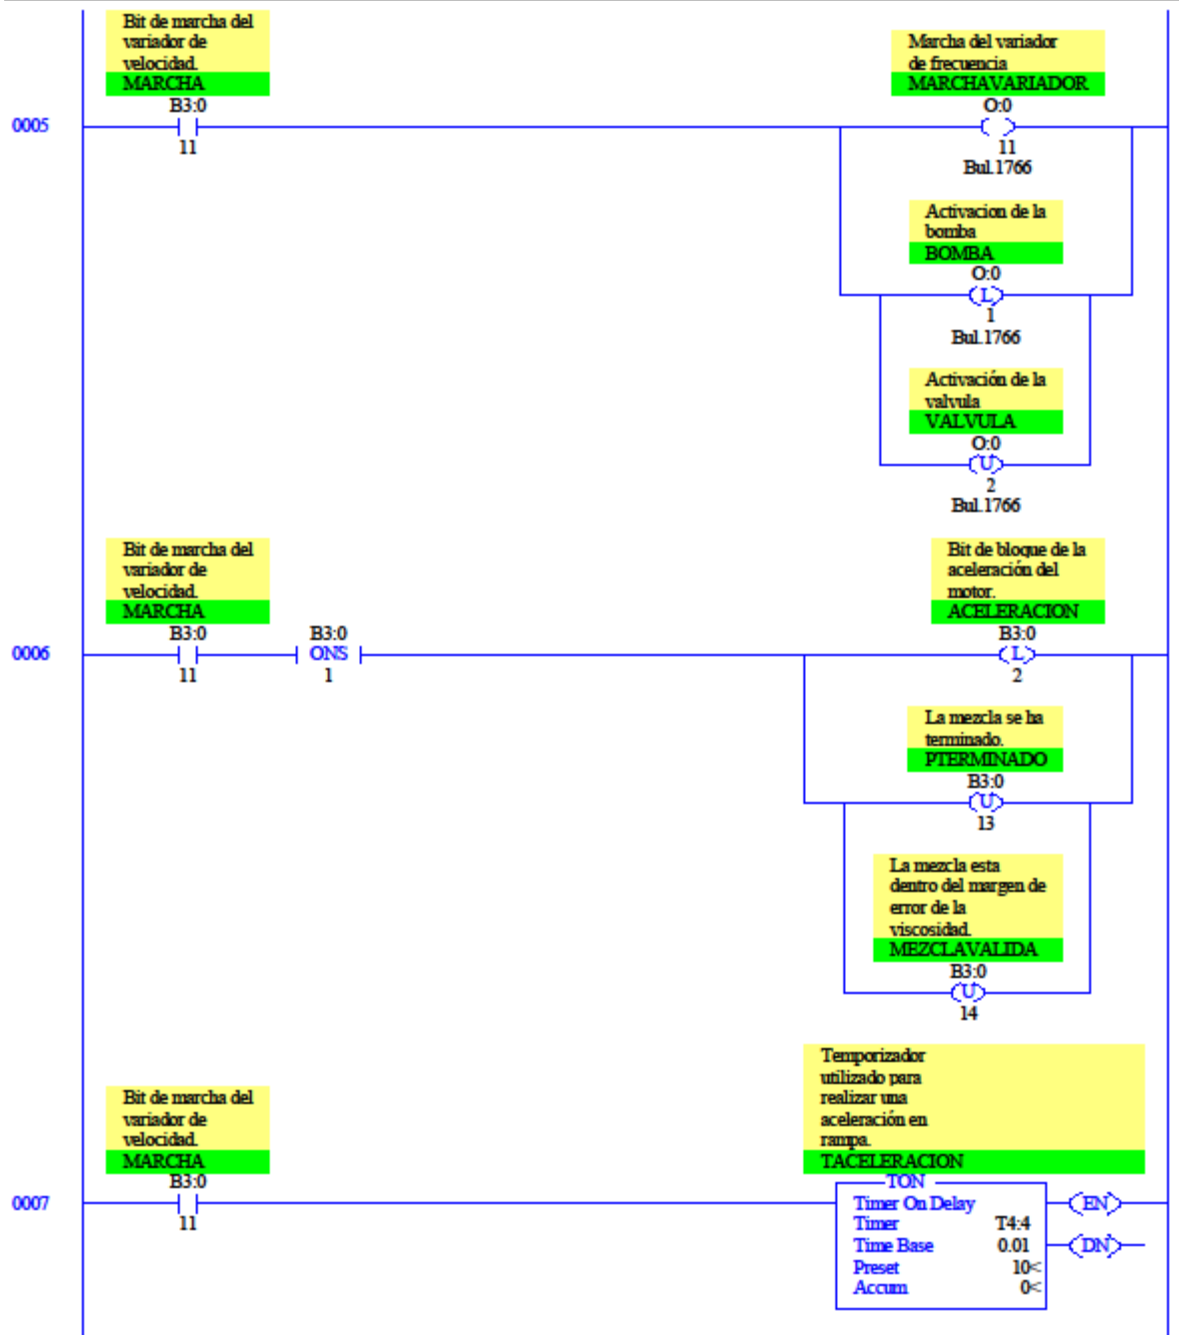 Bit de marcha del
variador de
velocidad.
MARCHA
B3:0
11
Marcha del variador
de frecuencia
MARCHAVARIADOR
O:0
11
Bul.1766
0005
Activacion de la
bomba
BOMBA
O:0
L
1
Bul.1766
Activación de la
valvula
VALVULA
O:0
U
2
Bul.1766
Bit de marcha del
variador de
velocidad.
MARCHA
B3:0
11
B3:0
ONS
1
Bit de bloque de la
aceleración del
motor.
ACELERACION
B3:0
L
2
0006
La mezcla se ha
terminado.
PTERMINADO
B3:0
U
13
La mezcla esta
dentro del margen de
error de la
viscosidad.
MEZCLAVALIDA
B3:0
U
14
Bit de marcha del
variador de
velocidad.
MARCHA
B3:0
11
0007
Temporizador
utilizado para
realizar una
aceleración en
rampa.
TACELERACION
TON
Timer On Delay
Timer T4:4
Time Base 0.01
Preset 10<
Accum 0<
EN
DN